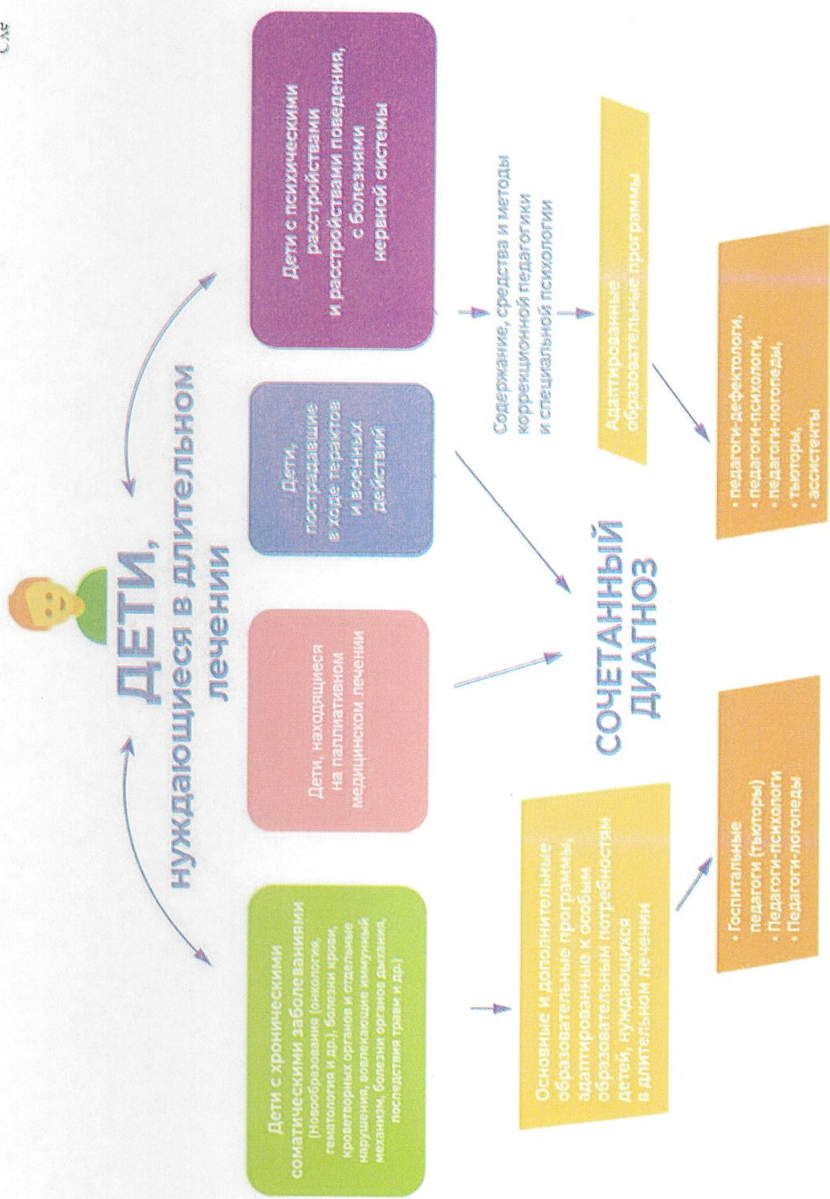 ДЕТИ,
нуждающиеся в длительном
лечении
Дети с хроническими
соматическими заболеваниями
(Новообразования (онкология,
гематология и др.), болезни крови,
кроветворных органов и отдельные
нарушения, вовлекающие иммунный
механизм, болезни органов дыхания,
последствия травм и др.)
Дети, находящиеся
на паллиативном
медицинском лечении
Дети,
пострадавшие
в ходе терактов
и военных
действий
Дети с психическими
расстройствами
и расстройствами поведения,
с болезнями
нервной системы
Основные и дополнительные
образовательные программы,
адаптированные к особым
образовательным потребностям
детей, нуждающихся
в длительном лечении
СОЧЕТАННЫЙ
ДИАГНОЗ
Содержание, средства и методы
коррекционной педагогики
и специальной психологии
Адаптированные
образовательные программы
• Госпитальные
педагоги (тьюторы)
• Педагоги-психологи
• Педагоги-логопеды
• педагоги-дефектологи,
• педагоги-психологи,
• педагоги-логопеды,
• тьюторы,
• ассистенты